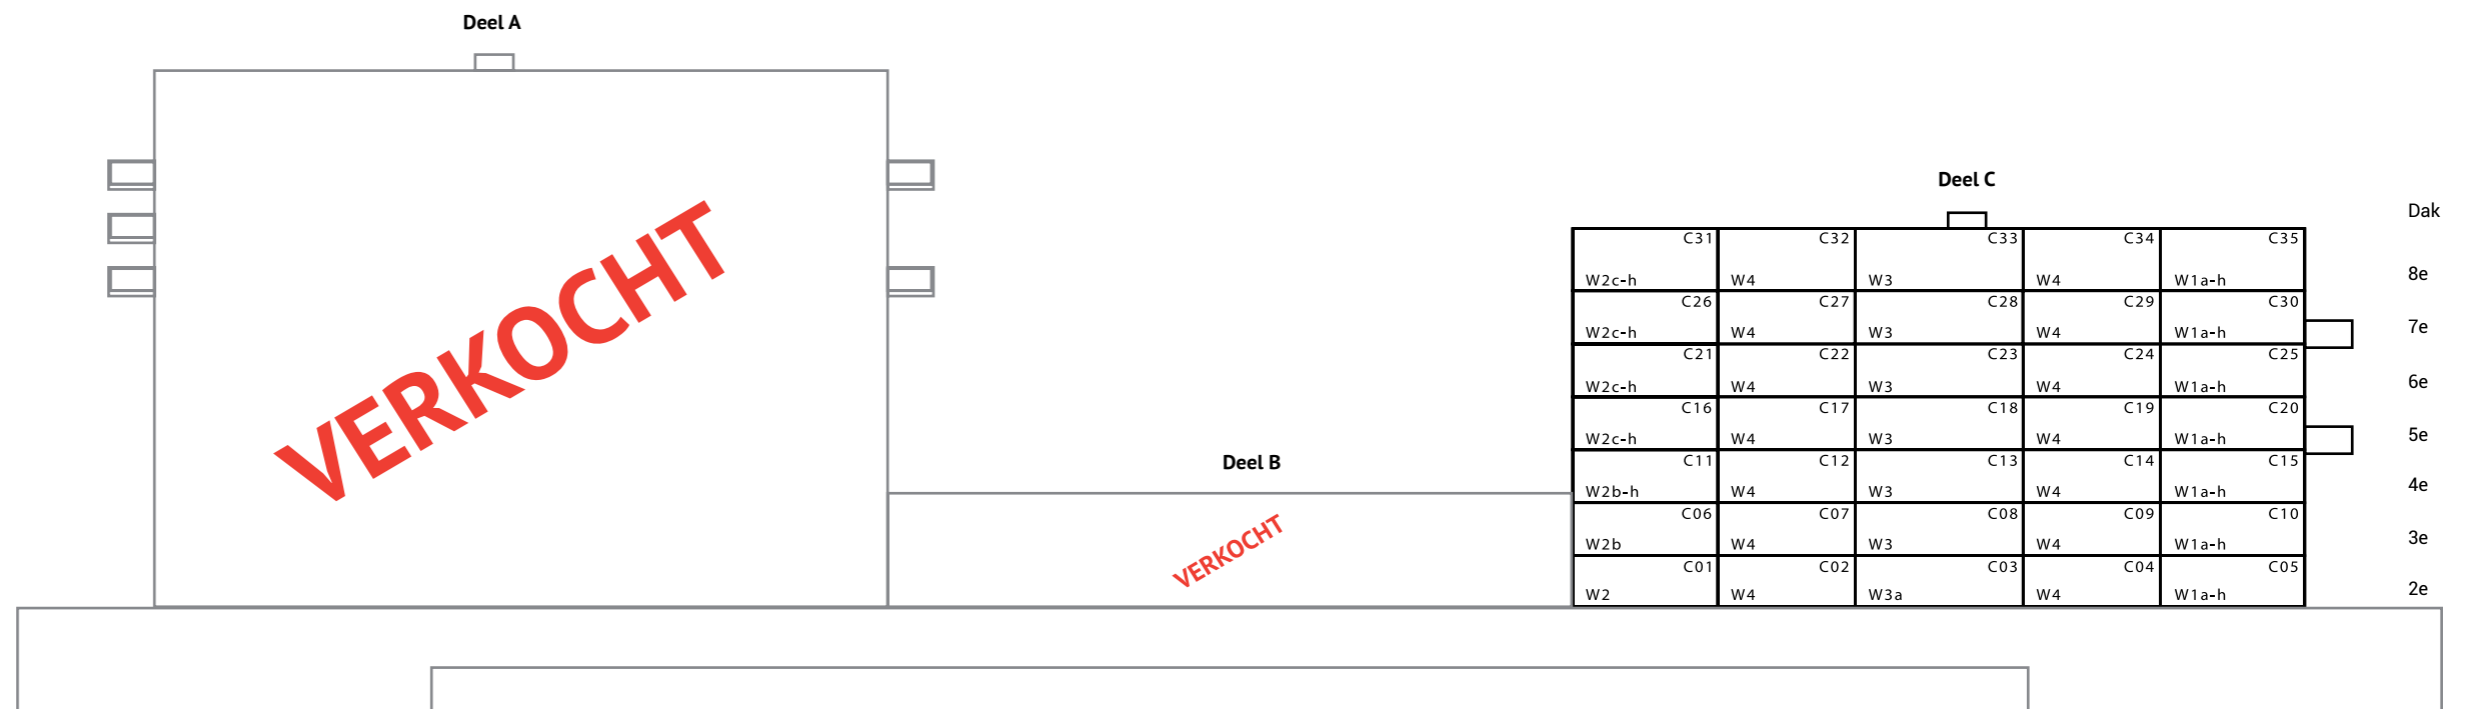 Deel A
VERKOCHT
Deel B
VERKOCHT
Deel C
Dak
C31 C32 C33 C34 C35
W2c-h W4 W3 W4 W1a-h 8e
C26 C27 C28 C29 C30
W2c-h W4 W3 W4 W1a-h 7e
C21 C22 C23 C24 C25
W2c-h W4 W3 W4 W1a-h 6e
C16 C17 C18 C19 C20
W2c-h W4 W3 W4 W1a-h 5e
C11 C12 C13 C14 C15
W2b-h W4 W3 W4 W1a-h 4e
C06 C07 C08 C09 C10
W2b W4 W3 W4 W1a-h 3e
C01 C02 C03 C04 C05
W2 W4 W3a W4 W1a-h 2e